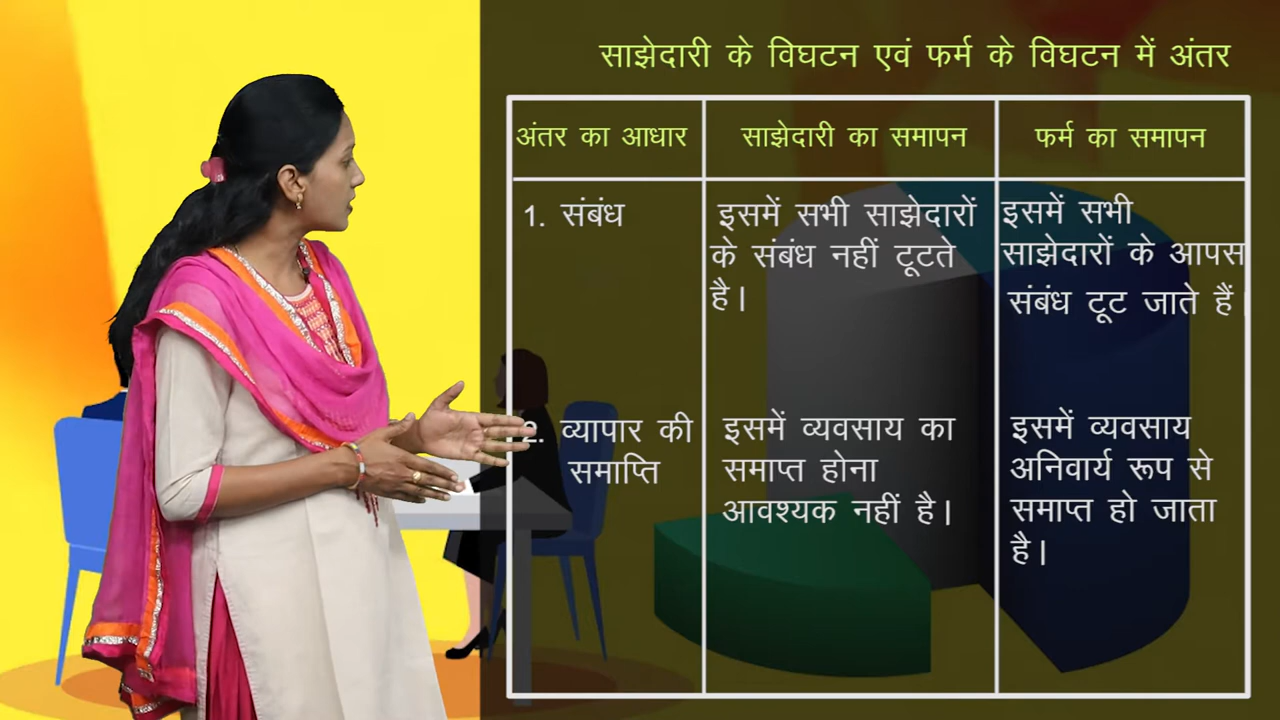 साझेदारी के विघटन एवं फर्म के विघटन में अंतर
अंतर का आधार
साझेदारी का समापन
फर्म का समापन
1. संबंध
इसमें सभी साझेदारों
के संबंध नहीं टूटते
है।
इसमें सभी
साझेदारों के आपस
संबंध टूट जाते हैं।
2. व्यापार की
समाप्ति
इसमें व्यवसाय का
समाप्त होना
आवश्यक नहीं है।
इसमें व्यवसाय
अनिवार्य रूप से
समाप्त हो जाता
है।